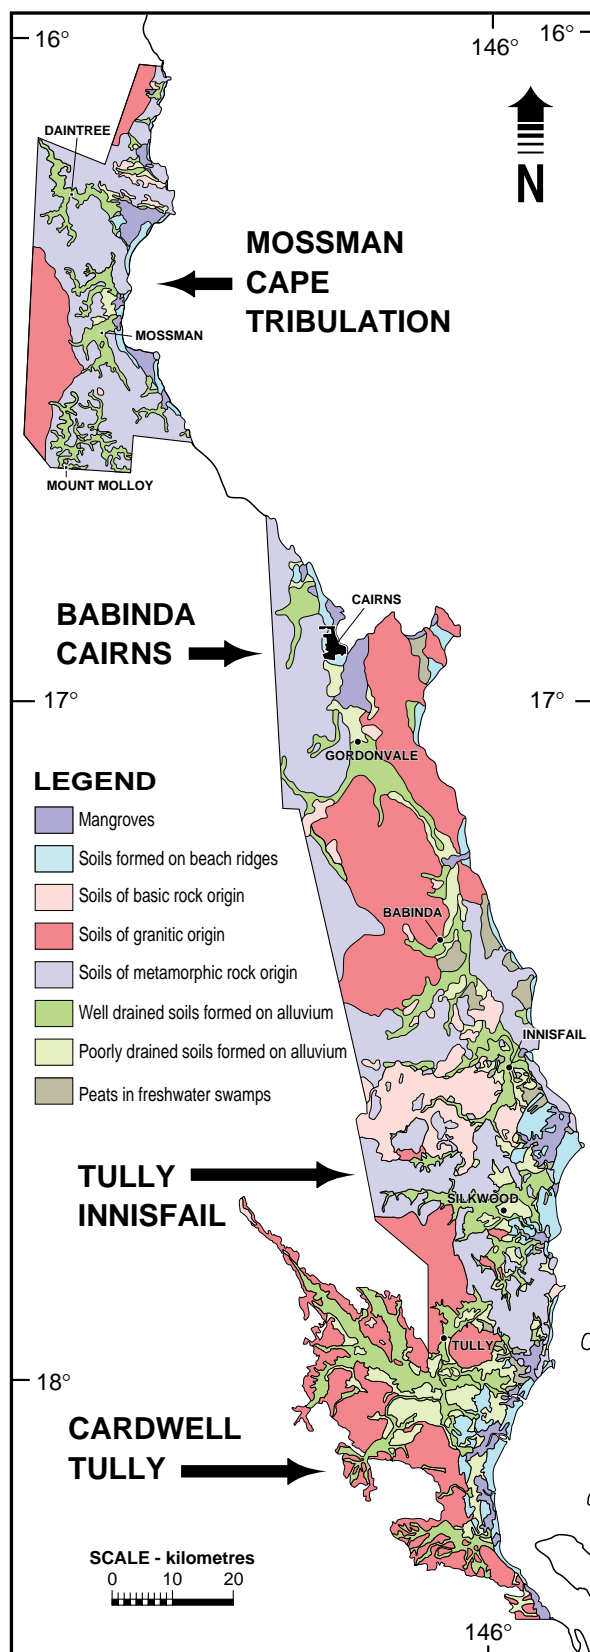 16°
146°
16°
DAINTREE
N
MOSSMAN
CAPE
TRIBULATION
MOSSMAN
MOUNT MOLLOY
CAIRNS
BABINDA
CAIRNS
17°
17°
GORDONVALE
LEGEND
Mangroves
Soils formed on beach ridges
Soils of basic rock origin
Soils of granitic origin
Soils of metamorphic rock origin
Well drained soils formed on alluvium
Poorly drained soils formed on alluvium
Peats in freshwater swamps
BABINDA
INNISFAIL
TULLY
INNISFAIL
SILKWOOD
TULLY
18°
CARDWELL
TULLY
SCALE - kilometres
0 10 20
146°